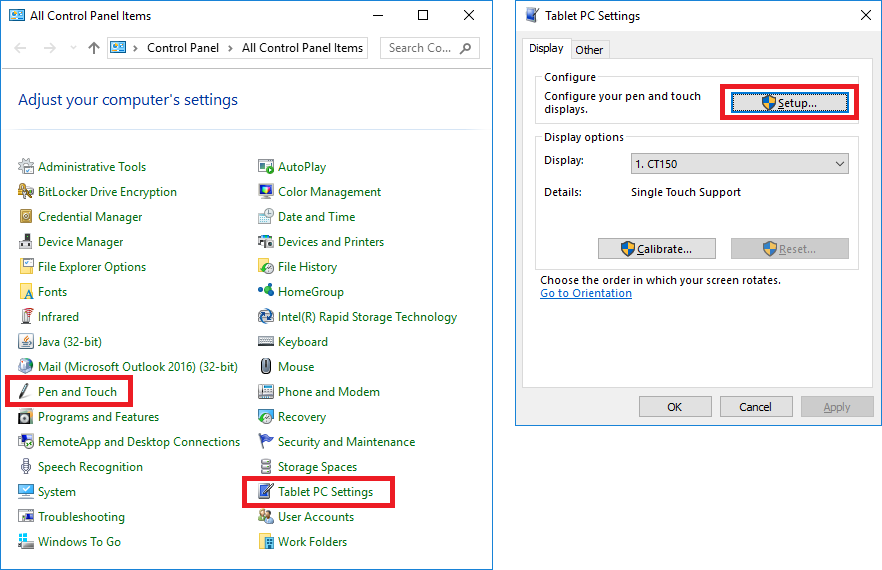 All Control Panel Items
Control Panel > All Control Panel Items
Search Co...
Adjust your computer's settings
Administrative Tools
BitLocker Drive Encryption
Credential Manager
Device Manager
File Explorer Options
Fonts
Infrared
Java (32-bit)
Mail (Microsoft Outlook 2016) (32-bit)
Pen and Touch
Programs and Features
RemoteApp and Desktop Connections
Speech Recognition
System
Troubleshooting
Windows To Go
AutoPlay
Color Management
Date and Time
Devices and Printers
File History
HomeGroup
Intel(R) Rapid Storage Technology
Keyboard
Mouse
Phone and Modem
Recovery
Security and Maintenance
Storage Spaces
Tablet PC Settings
User Accounts
Work Folders
Tablet PC Settings
Display Other
Configure
Configure your pen and touch
displays.
Setup...
Display options
Display: 1. CT150
Details: Single Touch Support
Calibrate... Reset...
Choose the order in which your screen rotates.
Go to Orientation
OK Cancel Apply